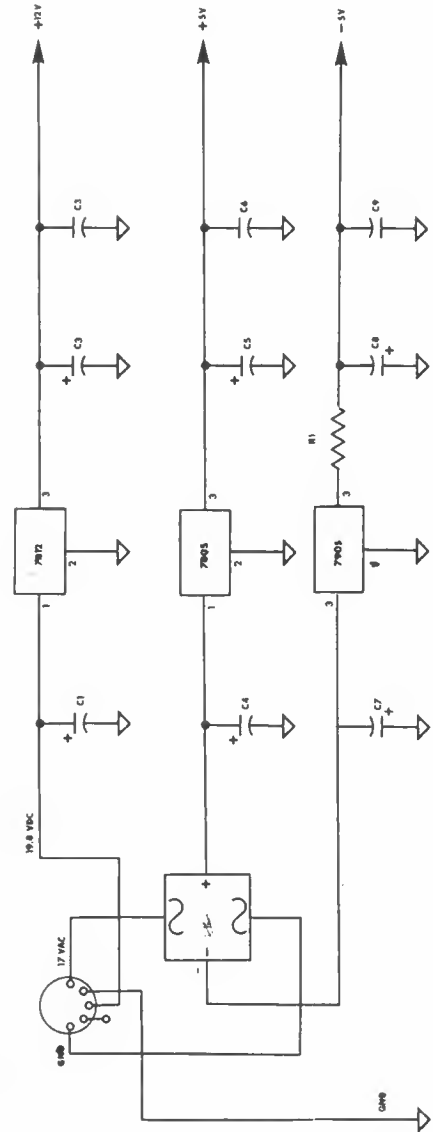 +12V
C3
C3
+
3
7812
2
1
C1
+
19.8 VDC
+5V
C6
C5
+
3
7805
2
1
C4
+
17 VAC
GND
+
-
-5V
C9
C8
+
R1
3
7905
3
C7
+
GND